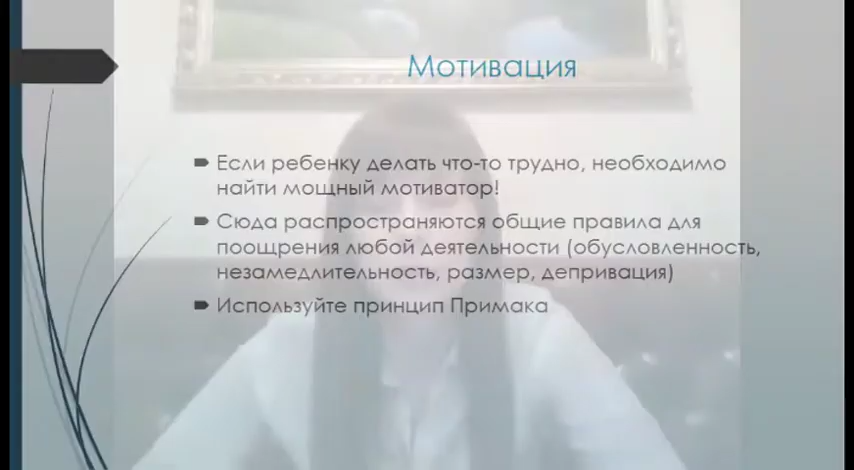 Мотивация
Если ребенку делать что-то трудно, необходимо
найти мощный мотиватор!
Сюда распространяются общие правила для
поощрения любой деятельности (обусловленность,
незамедлительность, размер, депривация)
Используйте принцип Примака